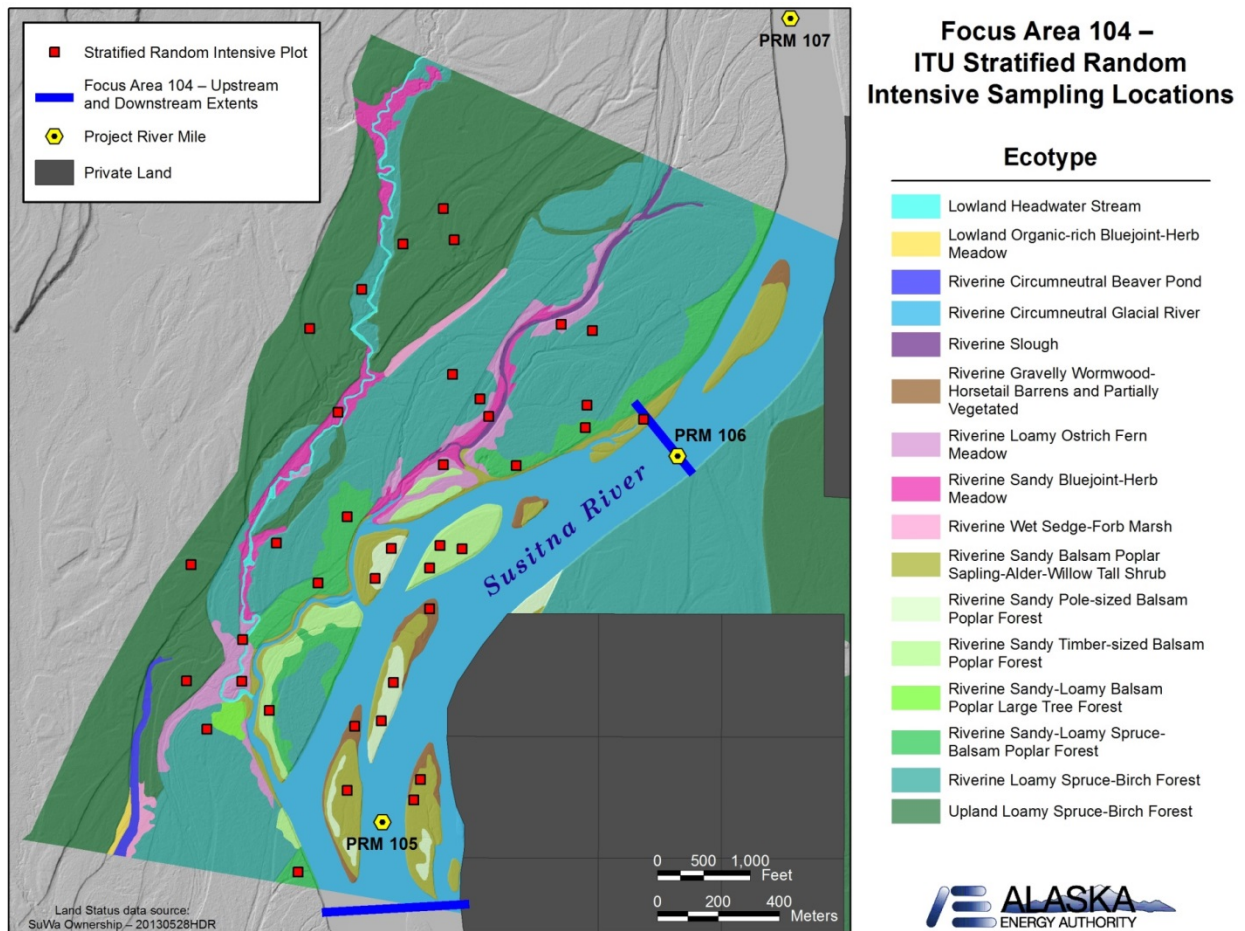 Stratified Random Intensive Plot
Focus Area 104 – Upstream
and Downstream Extents
Project River Mile
Private Land
PRM 107
PRM 106
Susitna River
PRM 105
0 500 1,000
Feet
0 200 400
Meters
Land Status data source:
SuWa Ownership – 20130528HDR
Focus Area 104 –
ITU Stratified Random
Intensive Sampling Locations
Ecotype
Lowland Headwater Stream
Lowland Organic-rich Bluejoint-Herb
Meadow
Riverine Circumneutral Beaver Pond
Riverine Circumneutral Glacial River
Riverine Slough
Riverine Gravelly Wormwood-
Horsetail Barrens and Partially
Vegetated
Riverine Loamy Ostrich Fern
Meadow
Riverine Sandy Bluejoint-Herb
Meadow
Riverine Wet Sedge-Forb Marsh
Riverine Sandy Balsam Poplar
Sapling-Alder-Willow Tall Shrub
Riverine Sandy Pole-sized Balsam
Poplar Forest
Riverine Sandy Timber-sized Balsam
Poplar Forest
Riverine Sandy-Loamy Balsam
Poplar Large Tree Forest
Riverine Sandy-Loamy Spruce-
Balsam Poplar Forest
Riverine Loamy Spruce-Birch Forest
Upland Loamy Spruce-Birch Forest
ALASKA
ENERGY AUTHORITY